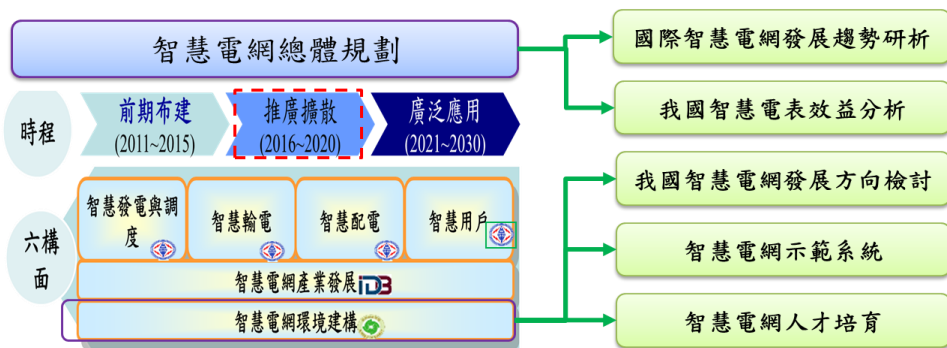 智慧電網總體規劃
國際智慧電網發展趨勢研析
我國智慧電表效益分析
時程
前期布建
(2011~2015)
推廣擴散
(2016~2020)
廣泛應用
(2021~2030)
我國智慧電網發展方向檢討
六構
面
智慧發電與調
度
智慧輸電
智慧配電
智慧用戶
智慧電網示範系統
智慧電網產業發展 IDB
智慧電網環境建構
智慧電網人才培育